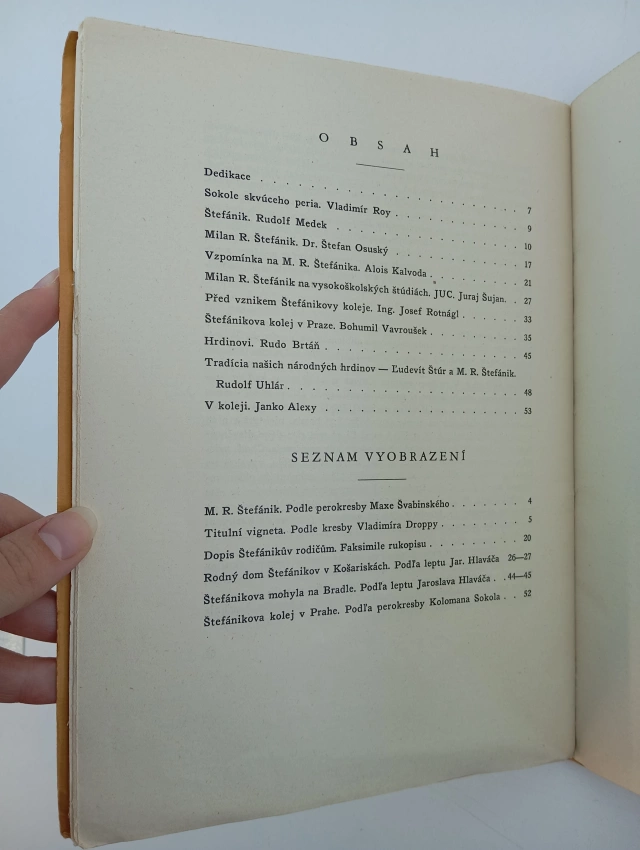 OBSAH
Dedikace . . . . . . . . . . . . . . . . . . . . 7
Sokole skvúceho peria. Vladimír Roy . . . . . . . . . 9
Štefánik. Rudolf Medek . . . . . . . . . . . . . . 10
Milan R. Štefánik. Dr. Štefan Osuský . . . . . . . . . 17
Vzpomínka na M. R. Štefánika. Alois Kalvoda . . . . . . 21
Milan R. Štefánik na vysokoškolských štúdiách. JUC. Juraj Šujan. . 27
Před vznikem Štefánikovy koleje. Ing. Josef Rotnágl . . . . 33
Štefánikova kolej v Praze. Bohumil Vavroušek . . . . . . 35
Hrdinovi. Rudo Brtáň . . . . . . . . . . . . . . . 45
Tradícia našich národných hrdinov — Ľudevít Štúr a M. R. Štefánik.
Rudolf Uhlár . . . . . . . . . . . . . . . . . 48
V koleji. Janko Alexy . . . . . . . . . . . . . . . 53
SEZNAM VYOBRAZENÍ
M. R. Štefánik. Podle perokresby Maxe Švabinského . . . . . 4
Titulní vigneta. Podle kresby Vladimíra Droppy . . . . . . 5
Dopis Štefánikův rodičům. Faksimile rukopisu . . . . . . 20
Rodný dom Štefánikov v Košariskách. Podľa leptu Jar. Hlaváča 26—27
Štefánikova mohyla na Bradle. Podľa leptu Jaroslava Hlaváča . . 44—45
Štefánikova kolej v Prahe. Podľa perokresby Kolomana Sokola . . 52